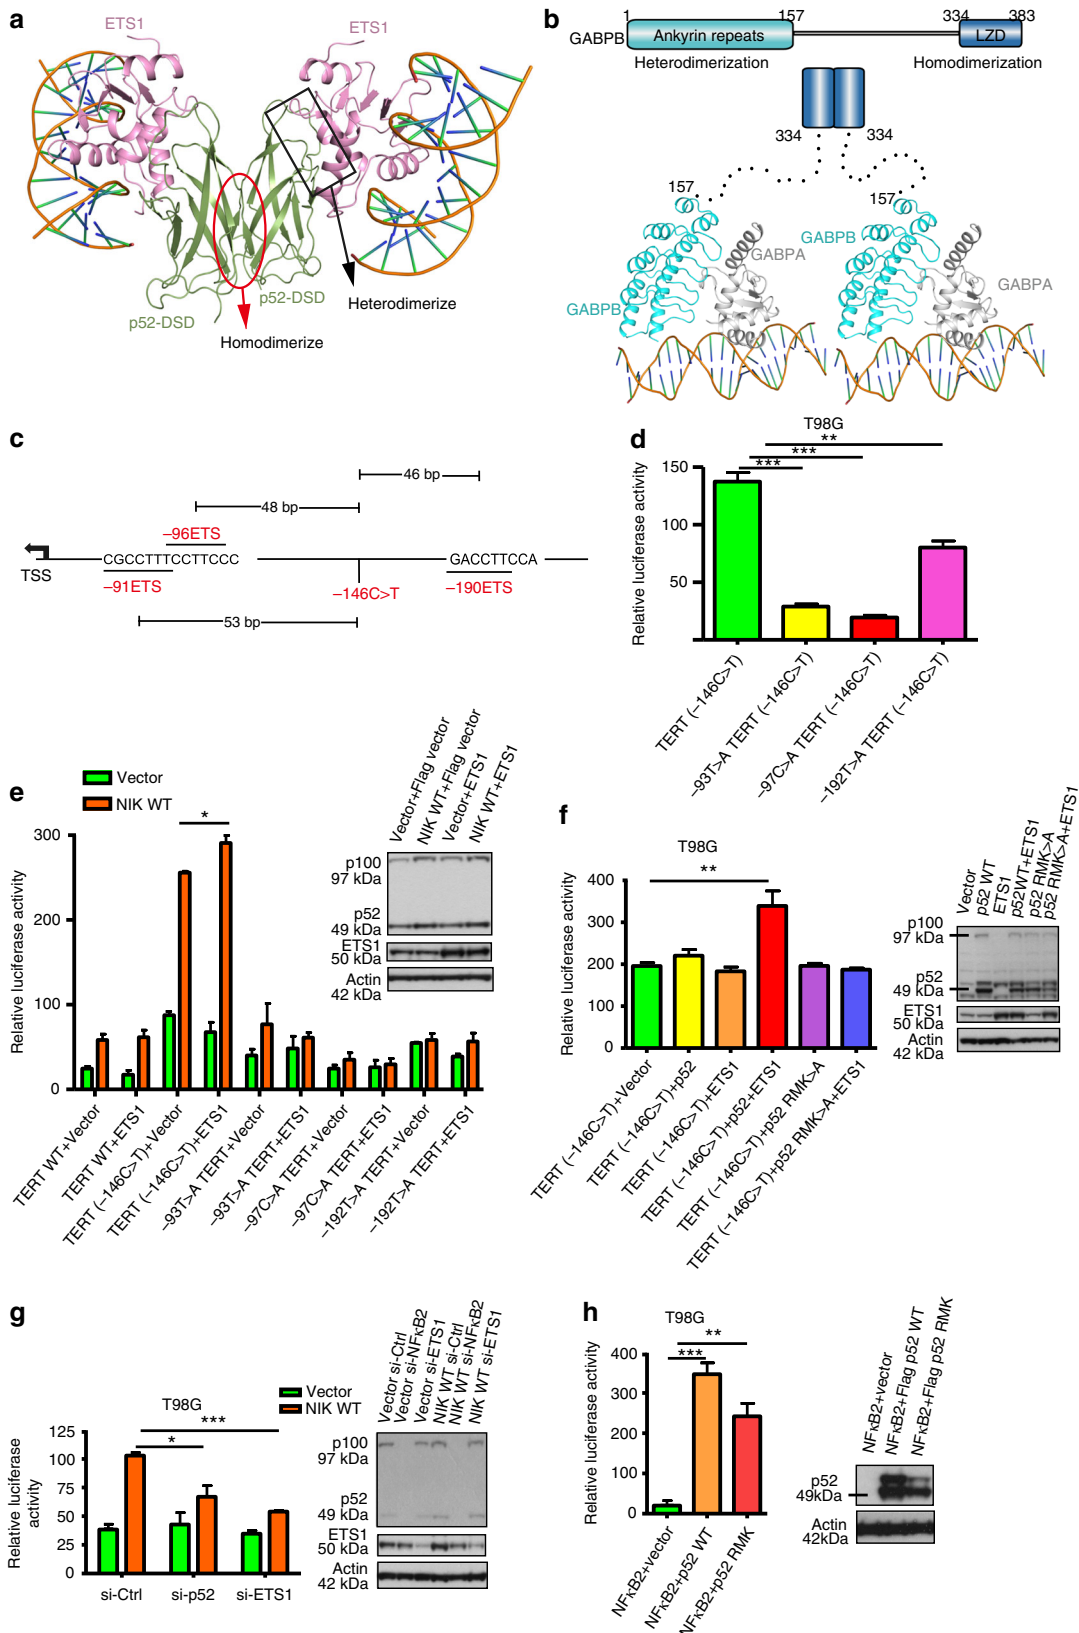 a
ETS1
ETS1
p52-DSD
p52-DSD
Heterodimerize
Homodimerize
b
1
157
334
383
GABPB
Ankyrin repeats
LZD
Heterodimerization
Homodimerization
334
334
157
157
GABPB
GABPA
GABPB
GABPA
c
46 bp
48 bp
–96ETS
CGCCTTTCCTTCCC
GACCTTCCA
TSS
–91ETS
–146C>T
–190ETS
53 bp
d
T98G
**
***
***
Relative luciferase activity
150
100
50
TERT (–146C>T)
–93T>A TERT (–146C>T)
–97C>A TERT (–146C>T)
–192T>A TERT (–146C>T)
e
Vector
NIK WT
*
Relative luciferase activity
300
200
100
0
TERT WT+Vector
TERT WT+ETS1
TERT (–146C>T)+Vector
TERT (–146C>T)+ETS1
–93T>A TERT+Vector
–93T>A TERT+ETS1
–97C>A TERT+Vector
–97C>A TERT+ETS1
–192T>A TERT+Vector
–192T>A TERT+ETS1
Vector+Flag vector
NIK WT+Flag vector
Vector+ETS1
NIK WT+ETS1
p100
97 kDa
p52
49 kDa
ETS1
50 kDa
Actin
42 kDa
f
T98G
**
Relative luciferase activity
400
300
200
100
0
TERT (–146C>T)+Vector
TERT (–146C>T)+p52
TERT (–146C>T)+ETS1
TERT (–146C>T)+p52+ETS1
TERT (–146C>T)+p52 RMK>A
TERT (–146C>T)+p52 RMK>A+ETS1
Vector
p52 WT
ETS1
p52WT+ETS1
p52 RMK>A
p52 RMK>A+ETS1
p100
97 kDa
p52
49 kDa
ETS1
50 kDa
Actin
42 kDa
g
Vector
NIK WT
T98G
***
*
Relative luciferase
activity
125
100
75
50
25
0
si-Ctrl
si-p52
si-ETS1
Vector si-Ctrl
Vector si-NFκB2
Vector si-ETS1
NIK WT si-Ctrl
NIK WT si-NFκB2
NIK WT si-ETS1
p100
97 kDa
p52
49 kDa
ETS1
50 kDa
Actin
42 kDa
h
T98G
**
***
Relative luciferase activity
400
300
200
100
0
NFκB2+vector
NFκB2+p52 WT
NFκB2+p52 RMK
NFκB2+vector
NFκB2+Flag p52 WT
NFκB2+Flag p52 RMK
p52
49kDa
Actin
42kDa